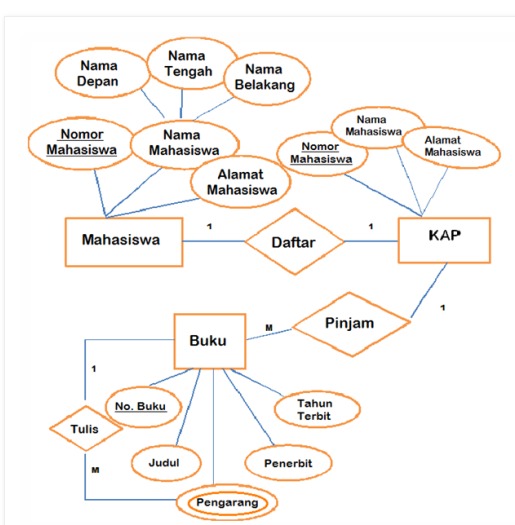 Nama
Depan
Nama
Tengah
Nama
Belakang
Nomor
Mahasiswa
Nama
Mahasiswa
Alamat
Mahasiswa
Nomor
Mahasiswa
Nama
Mahasiswa
Alamat
Mahasiswa
Mahasiswa
1
Daftar
1
KAP
Buku
M
Pinjam
1
1
No. Buku
Tahun
Terbit
Tulis
Judul
Penerbit
M
Pengarang